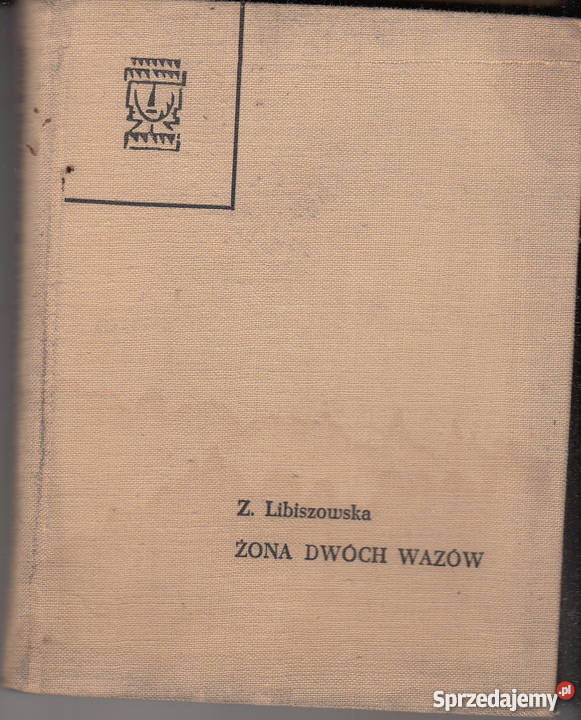 Z. Libiszowska
ŻONA DWÓCH WAZÓW
Sprzedajemy.pl